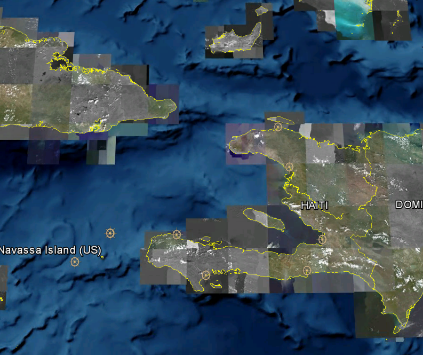 HAITI
DOMI
Navassa Island (US)